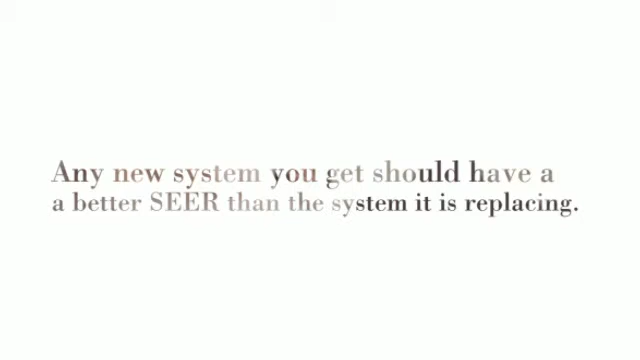 Any new system you get should have a
a better SEER than the system it is replacing.